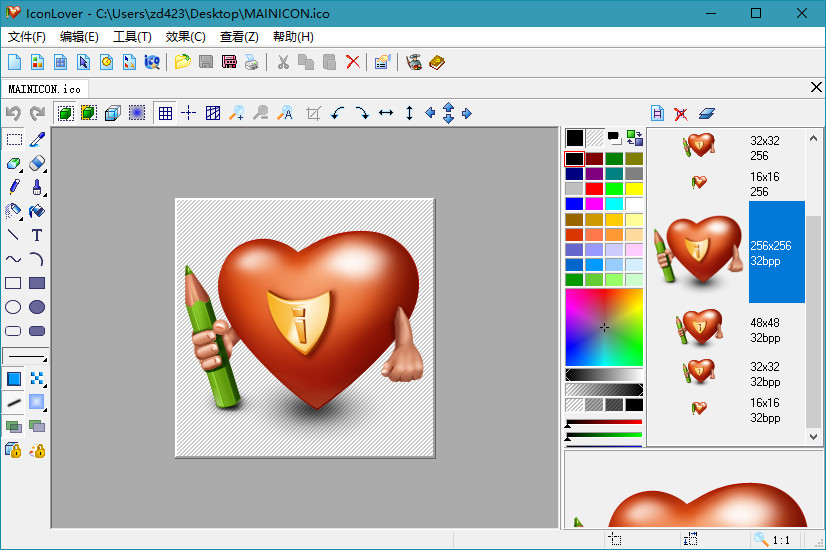 IconLover - C:\Users\zd423\Desktop\MAINICON.ico
文件(F) 编辑(E) 工具(T) 效果(C) 查看(Z) 帮助(H)
MAINICON.ico
32x32
256
16x16
256
256x256
32bpp
48x48
32bpp
32x32
32bpp
16x16
32bpp
i
1:1